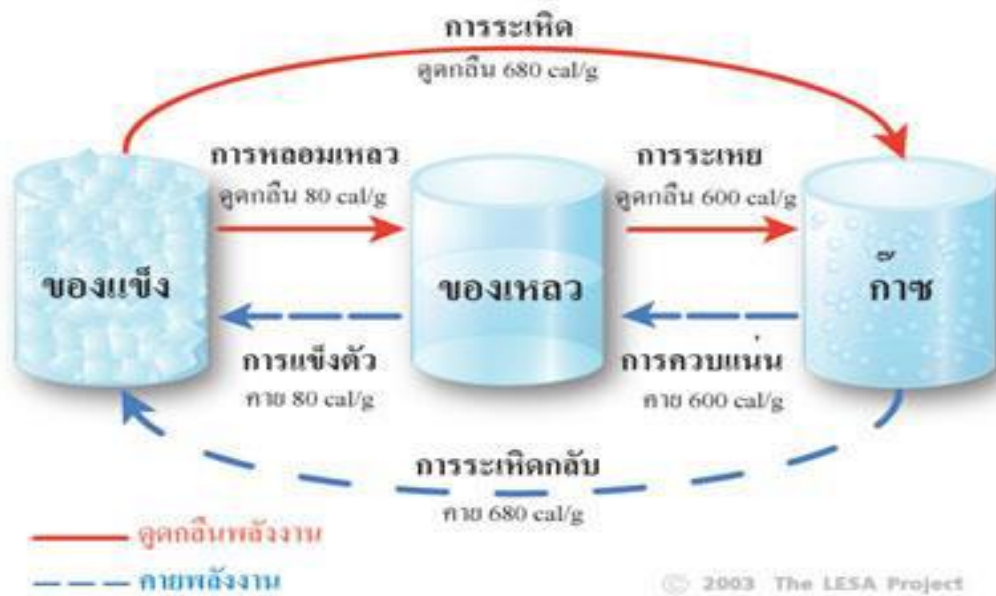 การระเหิด
ดูดกลืน 680 cal/g
การหลอมเหลว
ดูดกลืน 80 cal/g
การระเหย
ดูดกลืน 600 cal/g
ของแข็ง
ของเหลว
ก๊าซ
การแข็งตัว
คาย 80 cal/g
การควบแน่น
คาย 600 cal/g
การระเหิดกลับ
คาย 680 cal/g
ดูดกลืนพลังงาน
คายพลังงาน
© 2003 The LESA Project